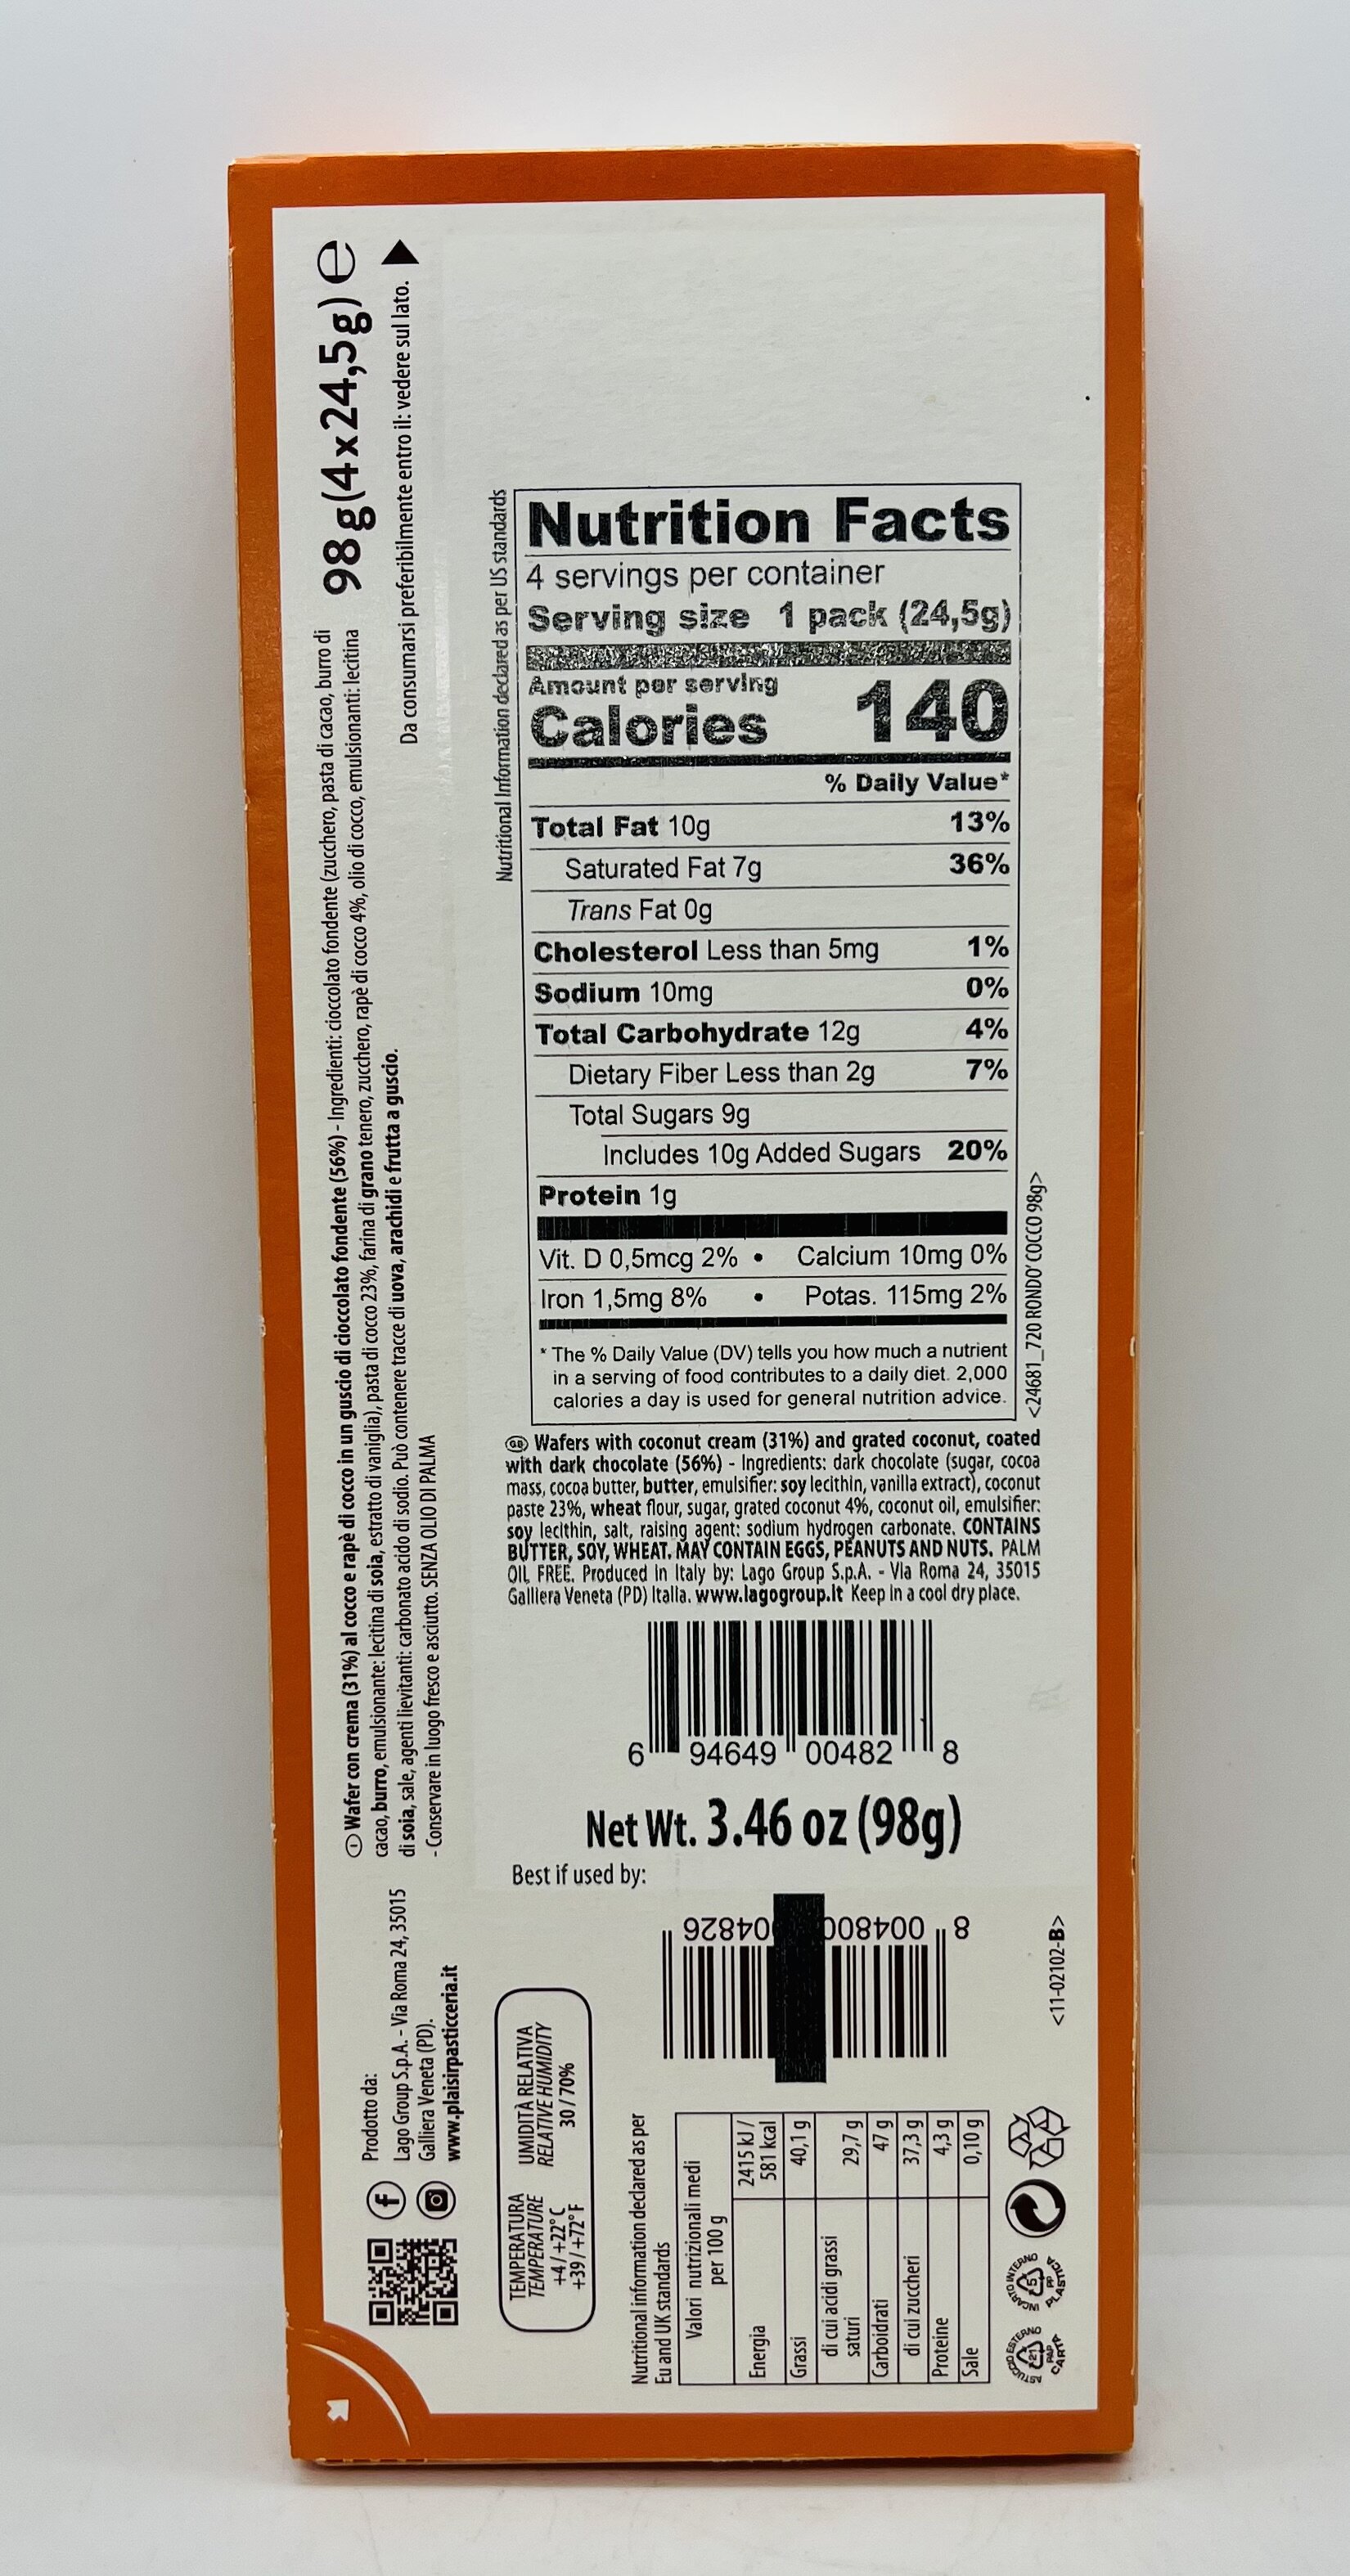 Ⓘ Wafer con crema (31%) al cocco e rapè di cocco in un guscio di cioccolato fondente (56%) - Ingredienti: cioccolato fondente (zucchero, pasta di cacao, burro di
cacao, burro, emulsionante: lecitina di soia, estratto di vaniglia), pasta di cocco 23%, farina di grano tenero, zucchero, rapè di cocco 4%, olio di cocco, emulsionanti: lecitina
di soia, sale, agenti lievitanti: carbonato acido di sodio. Può contenere tracce di uova, arachidi e frutta a guscio.
- Conservare in luogo fresco e asciutto. SENZA OLIO DI PALMA
98g(4x24,5g) e
Da consumarsi preferibilmente entro il: vedere sul lato.
Prodotto da:
Lago Group S.p.A. - Via Roma 24, 35015
Galliera Veneta (PD).
www.plaisirpasticceria.it
Nutritional Information declared as per US standards
Nutrition Facts
4 servings per container
Serving size 1 pack (24,5g)
Amount per serving
Calories 140
% Daily Value*
Total Fat 10g 13%
Saturated Fat 7g 36%
Trans Fat 0g
Cholesterol Less than 5mg 1%
Sodium 10mg 0%
Total Carbohydrate 12g 4%
Dietary Fiber Less than 2g 7%
Total Sugars 9g
Includes 10g Added Sugars 20%
Protein 1g
Vit. D 0,5mcg 2% • Calcium 10mg 0%
Iron 1,5mg 8% • Potas. 115mg 2%
* The % Daily Value (DV) tells you how much a nutrient
in a serving of food contributes to a daily diet. 2,000
calories a day is used for general nutrition advice.
<24681_720 RONDO' COCCO 98g>
GB Wafers with coconut cream (31%) and grated coconut, coated
with dark chocolate (56%) - Ingredients: dark chocolate (sugar, cocoa
mass, cocoa butter, butter, emulsifier: soy lecithin, vanilla extract), coconut
paste 23%, wheat flour, sugar, grated coconut 4%, coconut oil, emulsifier:
soy lecithin, salt, raising agent: sodium hydrogen carbonate. CONTAINS
BUTTER, SOY, WHEAT. MAY CONTAIN EGGS, PEANUTS AND NUTS. PALM
OIL FREE. Produced in Italy by: Lago Group S.p.A. - Via Roma 24, 35015
Galliera Veneta (PD) Italia. www.lagogroup.it Keep in a cool dry place.
6 94649 00482 8
Net Wt. 3.46 oz (98g)
Best if used by:
8 004800 004826
<11-02102-B>
TEMPERATURA
TEMPERATURE
+4/+22°C
+39/+72°F
UMIDITÀ RELATIVA
RELATIVE HUMIDITY
30/70%
Nutritional information declared as per
Eu and UK standards
Valori nutrizionali medi
per 100 g
Energia 2415 kJ /
581 kcal
Grassi 40,1 g
di cui acidi grassi
saturi 29,7 g
Carboidrati 47 g
di cui zuccheri 37,3 g
Proteine 4,3 g
Sale 0,10 g
ASTUCCIO ESTERNO
21
PAP
CARTA
INCARTO INTERNO
5
PP
PLASTICA